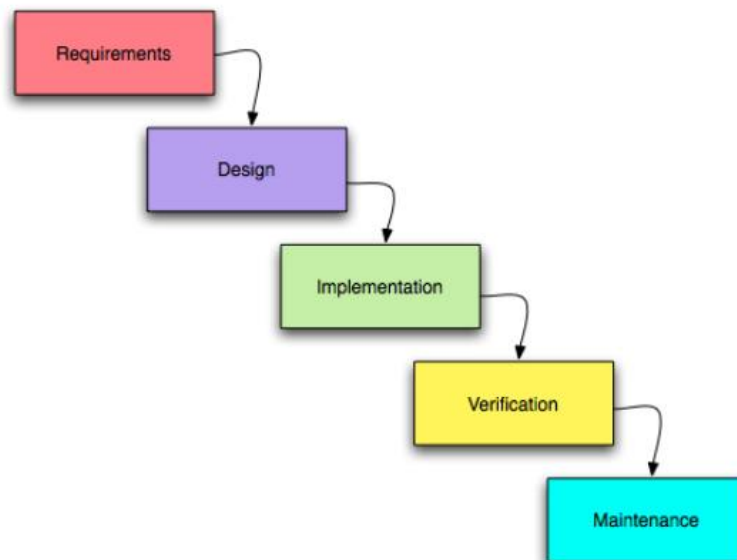 Requirements
Design
Implementation
Verification
Maintenance